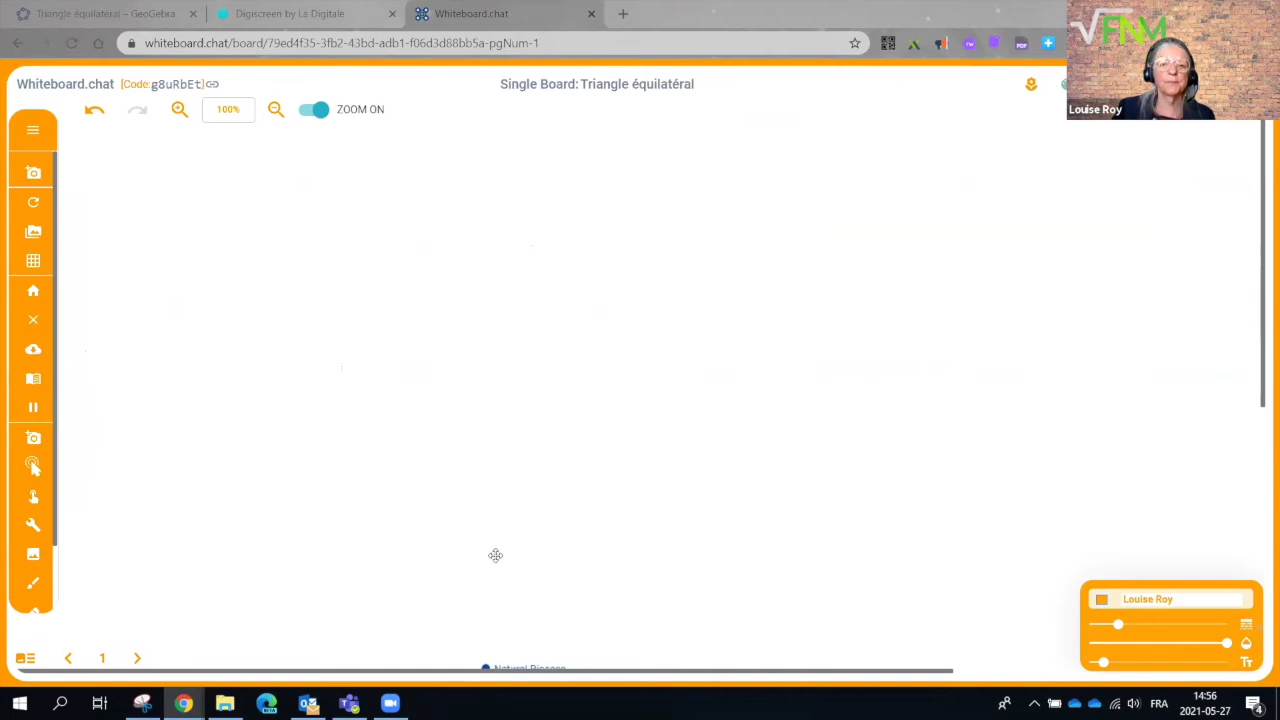 Triangle équilatéral – GeoGebra
Digiscreen by La Digitale
Whiteboard.chat
whiteboard.chat/board/79ed4f35-3fb2-43bd-adb1-f06d3d88bb5a-pgNum-1
Whiteboard.chat [Code:g8uRbEt]
Single Board: Triangle équilatéral
100%
ZOOM ON
√FNM
Louise Roy
Louise Roy
1
FRA
14:56
2021-05-27
4